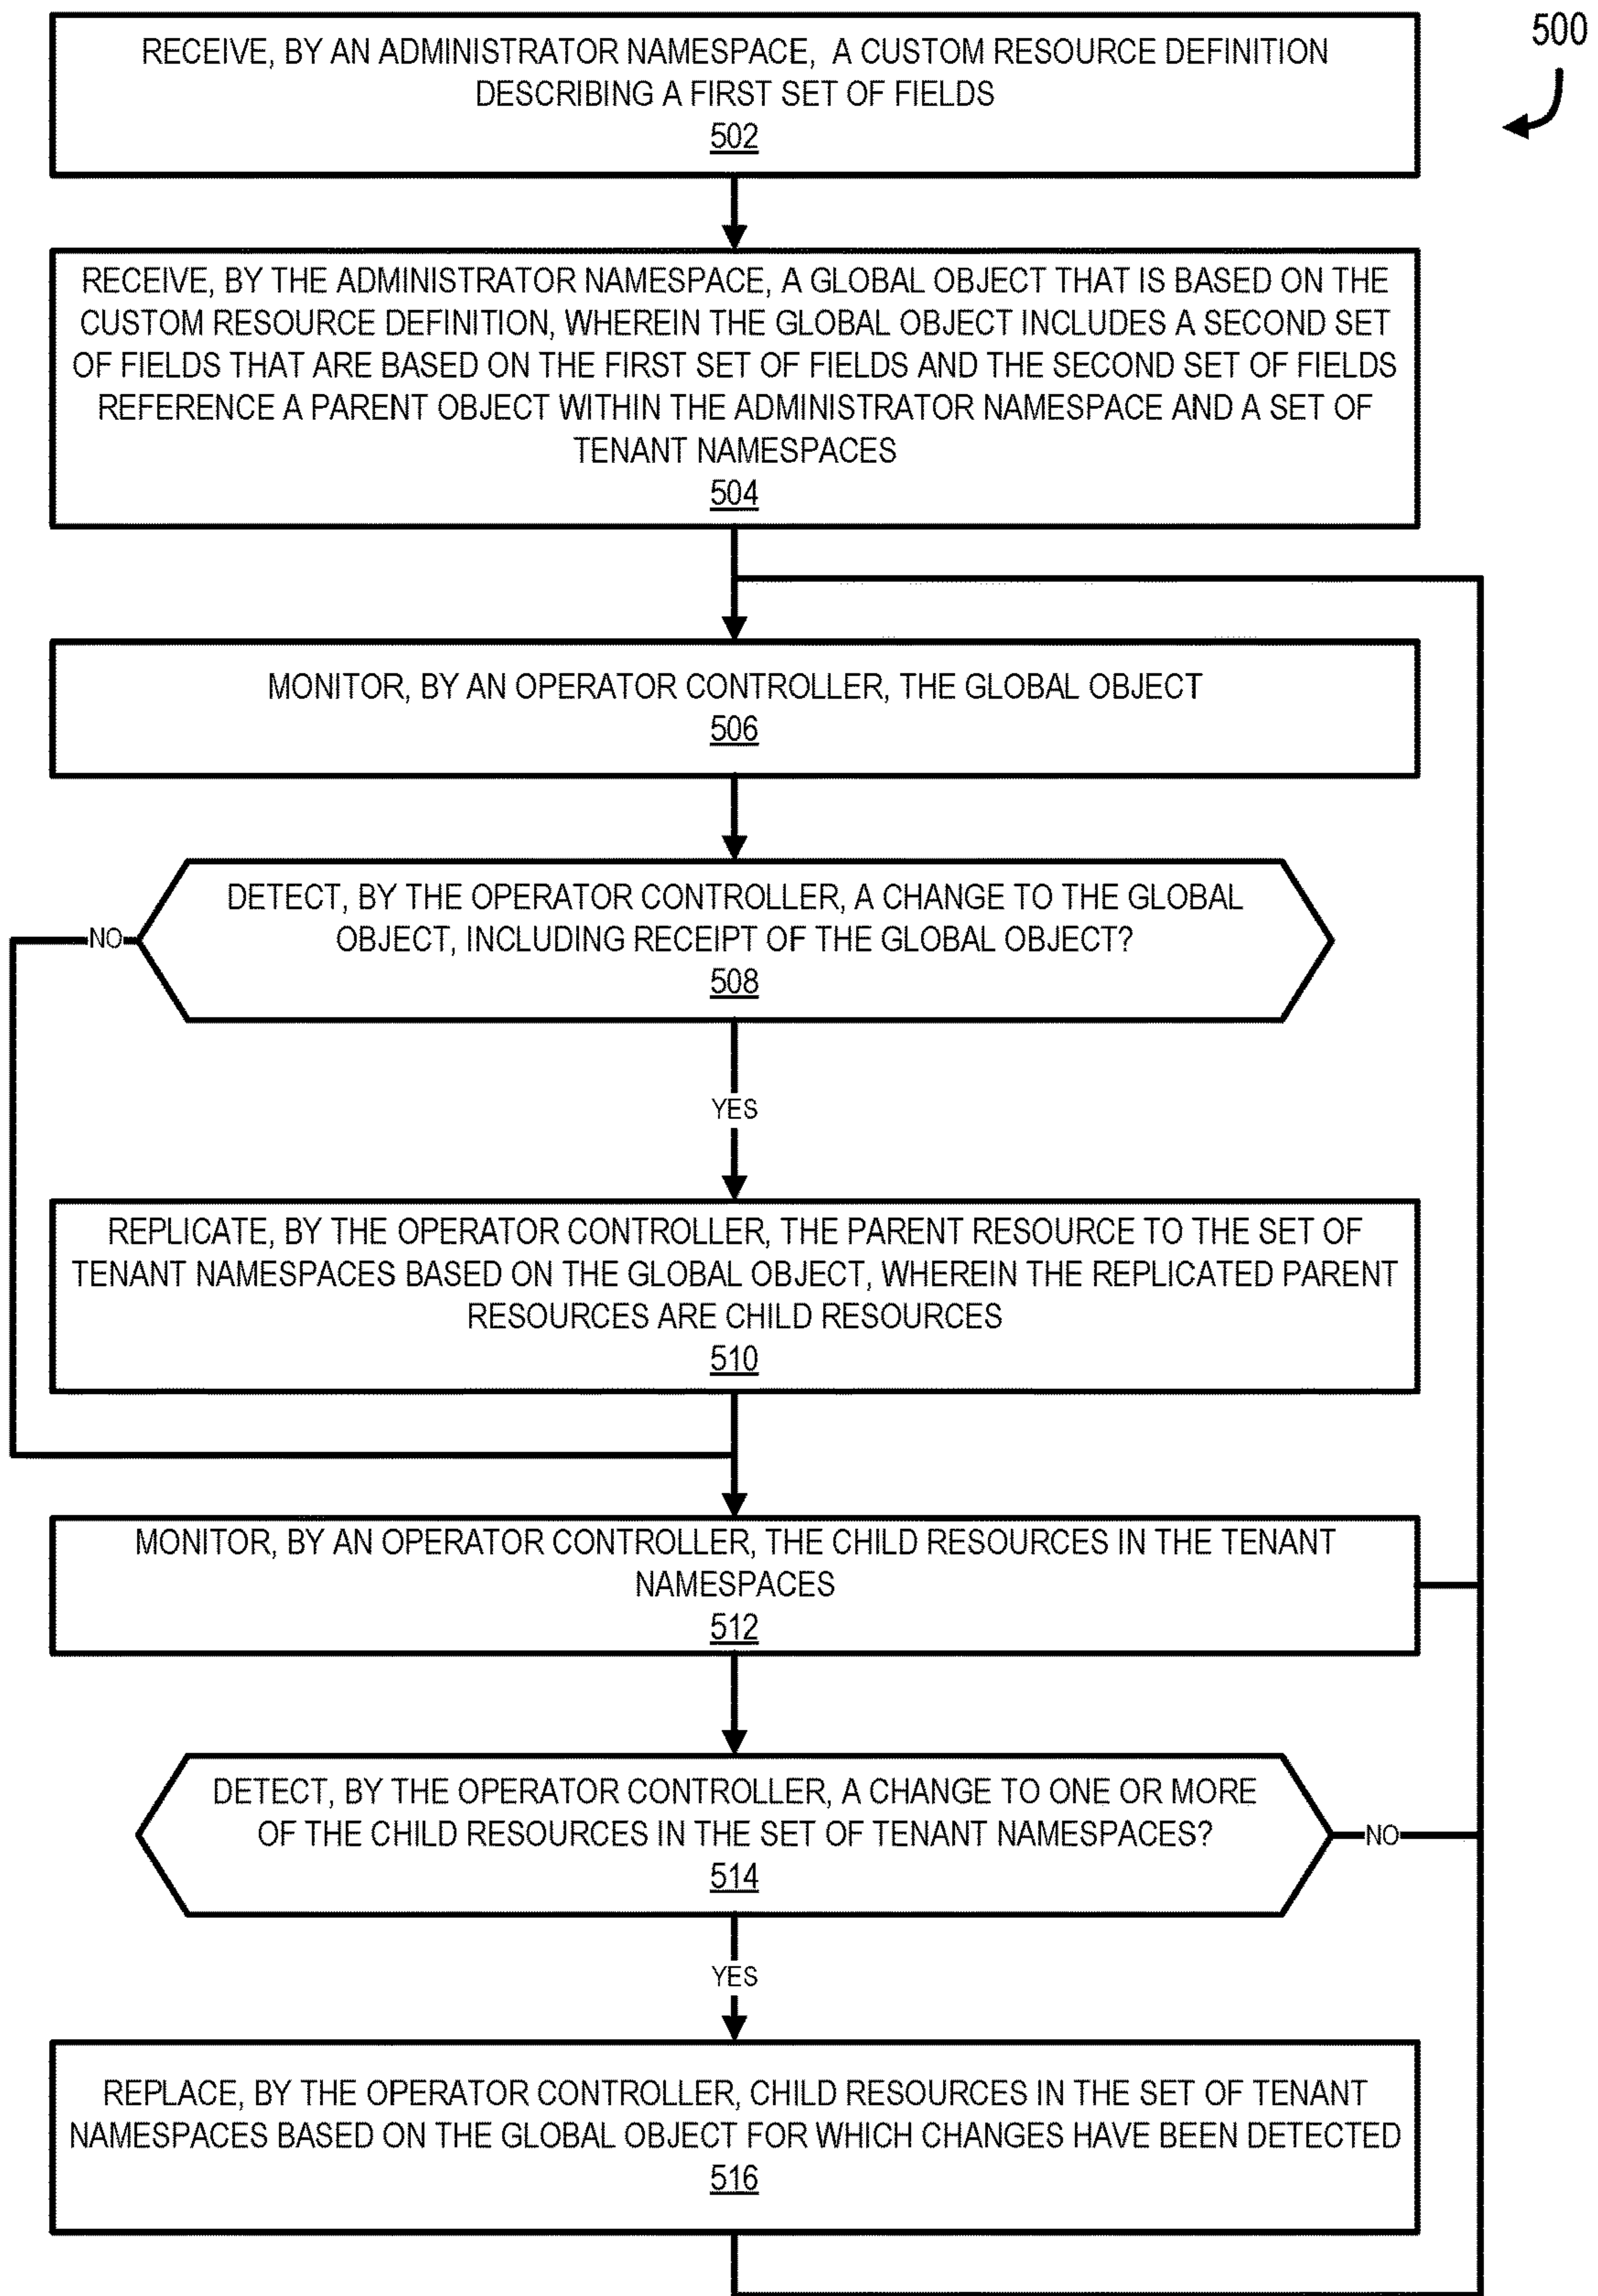 500
RECEIVE, BY AN ADMINISTRATOR NAMESPACE, A CUSTOM RESOURCE DEFINITION
DESCRIBING A FIRST SET OF FIELDS
502
RECEIVE, BY THE ADMINISTRATOR NAMESPACE, A GLOBAL OBJECT THAT IS BASED ON THE
CUSTOM RESOURCE DEFINITION, WHEREIN THE GLOBAL OBJECT INCLUDES A SECOND SET
OF FIELDS THAT ARE BASED ON THE FIRST SET OF FIELDS AND THE SECOND SET OF FIELDS
REFERENCE A PARENT OBJECT WITHIN THE ADMINISTRATOR NAMESPACE AND A SET OF
TENANT NAMESPACES
504
MONITOR, BY AN OPERATOR CONTROLLER, THE GLOBAL OBJECT
506
DETECT, BY THE OPERATOR CONTROLLER, A CHANGE TO THE GLOBAL
OBJECT, INCLUDING RECEIPT OF THE GLOBAL OBJECT?
508
NO
YES
REPLICATE, BY THE OPERATOR CONTROLLER, THE PARENT RESOURCE TO THE SET OF
TENANT NAMESPACES BASED ON THE GLOBAL OBJECT, WHEREIN THE REPLICATED PARENT
RESOURCES ARE CHILD RESOURCES
510
MONITOR, BY AN OPERATOR CONTROLLER, THE CHILD RESOURCES IN THE TENANT
NAMESPACES
512
DETECT, BY THE OPERATOR CONTROLLER, A CHANGE TO ONE OR MORE
OF THE CHILD RESOURCES IN THE SET OF TENANT NAMESPACES?
514
NO
YES
REPLACE, BY THE OPERATOR CONTROLLER, CHILD RESOURCES IN THE SET OF TENANT
NAMESPACES BASED ON THE GLOBAL OBJECT FOR WHICH CHANGES HAVE BEEN DETECTED
516